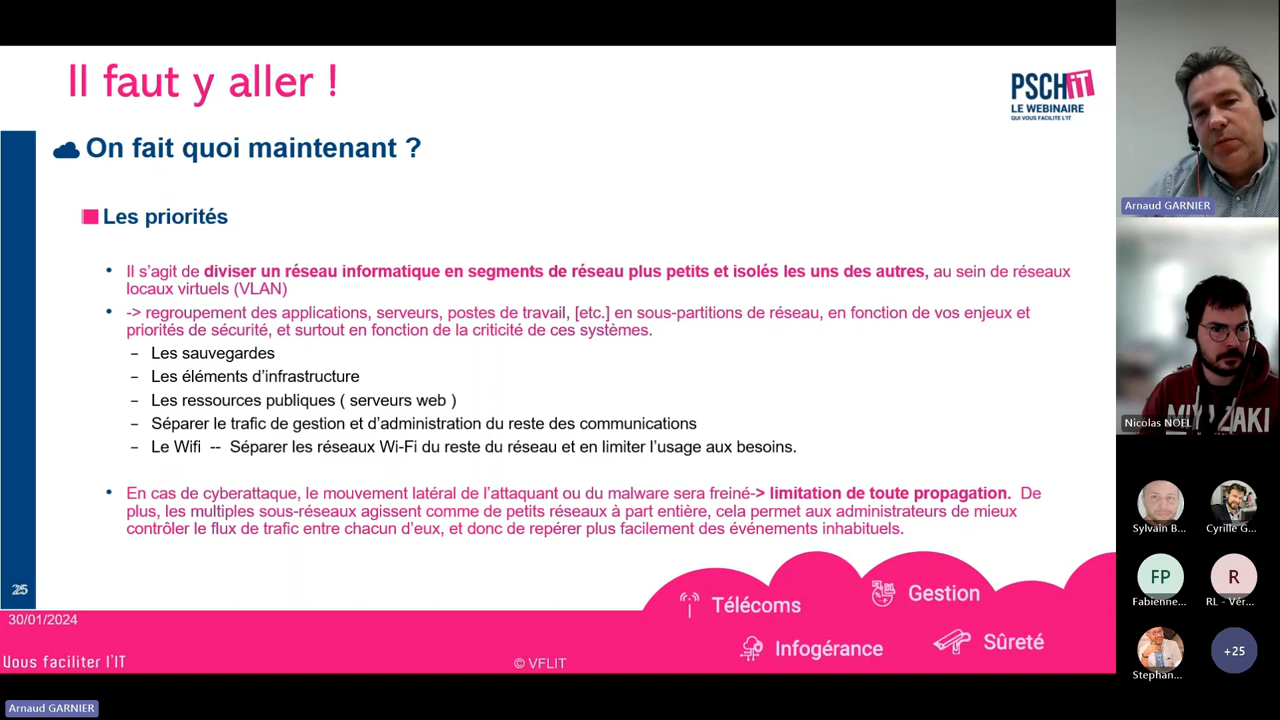 Il faut y aller !
PSCHiT
LE WEBINAIRE
QUI VOUS FACILITE L'IT
On fait quoi maintenant ?
Les priorités
• Il s’agit de diviser un réseau informatique en segments de réseau plus petits et isolés les uns des autres, au sein de réseaux
locaux virtuels (VLAN)
• -> regroupement des applications, serveurs, postes de travail, [etc.] en sous-partitions de réseau, en fonction de vos enjeux et
priorités de sécurité, et surtout en fonction de la criticité de ces systèmes.
– Les sauvegardes
– Les éléments d’infrastructure
– Les ressources publiques ( serveurs web )
– Séparer le trafic de gestion et d’administration du reste des communications
– Le Wifi -- Séparer les réseaux Wi-Fi du reste du réseau et en limiter l’usage aux besoins.
• En cas de cyberattaque, le mouvement latéral de l’attaquant ou du malware sera freiné-> limitation de toute propagation. De
plus, les multiples sous-réseaux agissent comme de petits réseaux à part entière, cela permet aux administrateurs de mieux
contrôler le flux de trafic entre chacun d’eux, et donc de repérer plus facilement des événements inhabituels.
25
30/01/2024
Télécoms
Gestion
Infogérance
Sûreté
Vous faciliter l'IT
© VFLIT
Arnaud GARNIER
Arnaud GARNIER
MIYAZAKI
Nicolas NOEL
Sylvain B...
Cyrille G...
FP
Fabienne...
R
RL - Vér...
Stephan...
+25